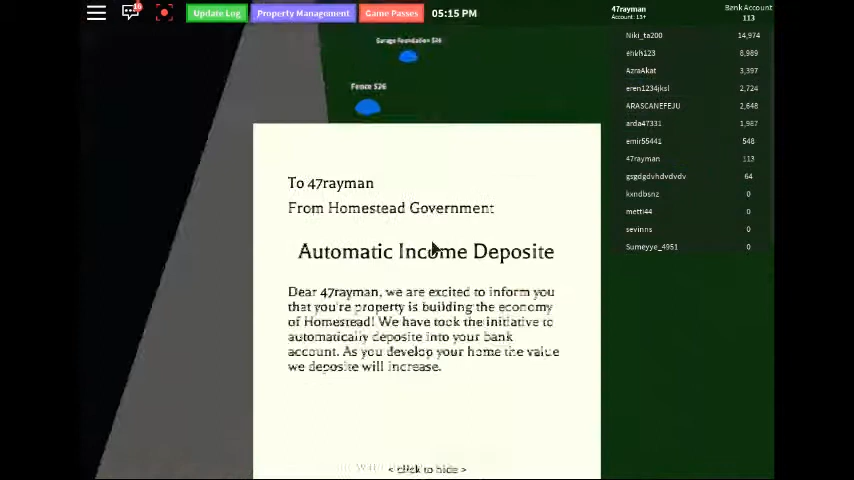 10
Update Log
Property Management
Game Passes
05:15 PM
47rayman
Account: 13+
Bank Account
113
Niki_ta200 14,974
enkh123 8,989
AzraAkat 3,397
eren1234jksl 2,724
ARASCANEFEJU 2,648
arda47331 1,987
emir55441 548
47rayman 113
gsgdgdvhdvdvdv 64
kxndbsnz 0
metti44 0
sevinns 0
Sumeyye_4951 0
Garage Foundation
Fence $26
To 47rayman
From Homestead Government
Automatic Income Deposite
Dear 47rayman, we are excited to inform you
that you're property is building the economy
of Homestead! We have took the initiative to
automatically deposite into your bank
account. As you develop your home the value
we deposite will increase.
< click to hide >